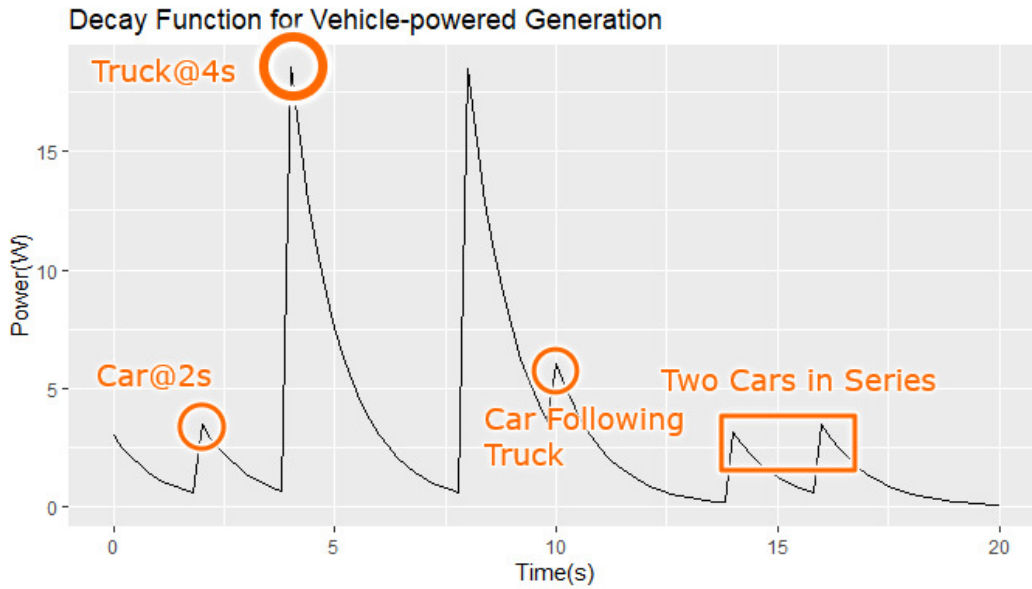 Decay Function for Vehicle-powered Generation
Truck@4s
Car@2s
Car Following
Truck
Two Cars in Series
Power(W)
15
10
5
0
0
5
10
15
20
Time(s)